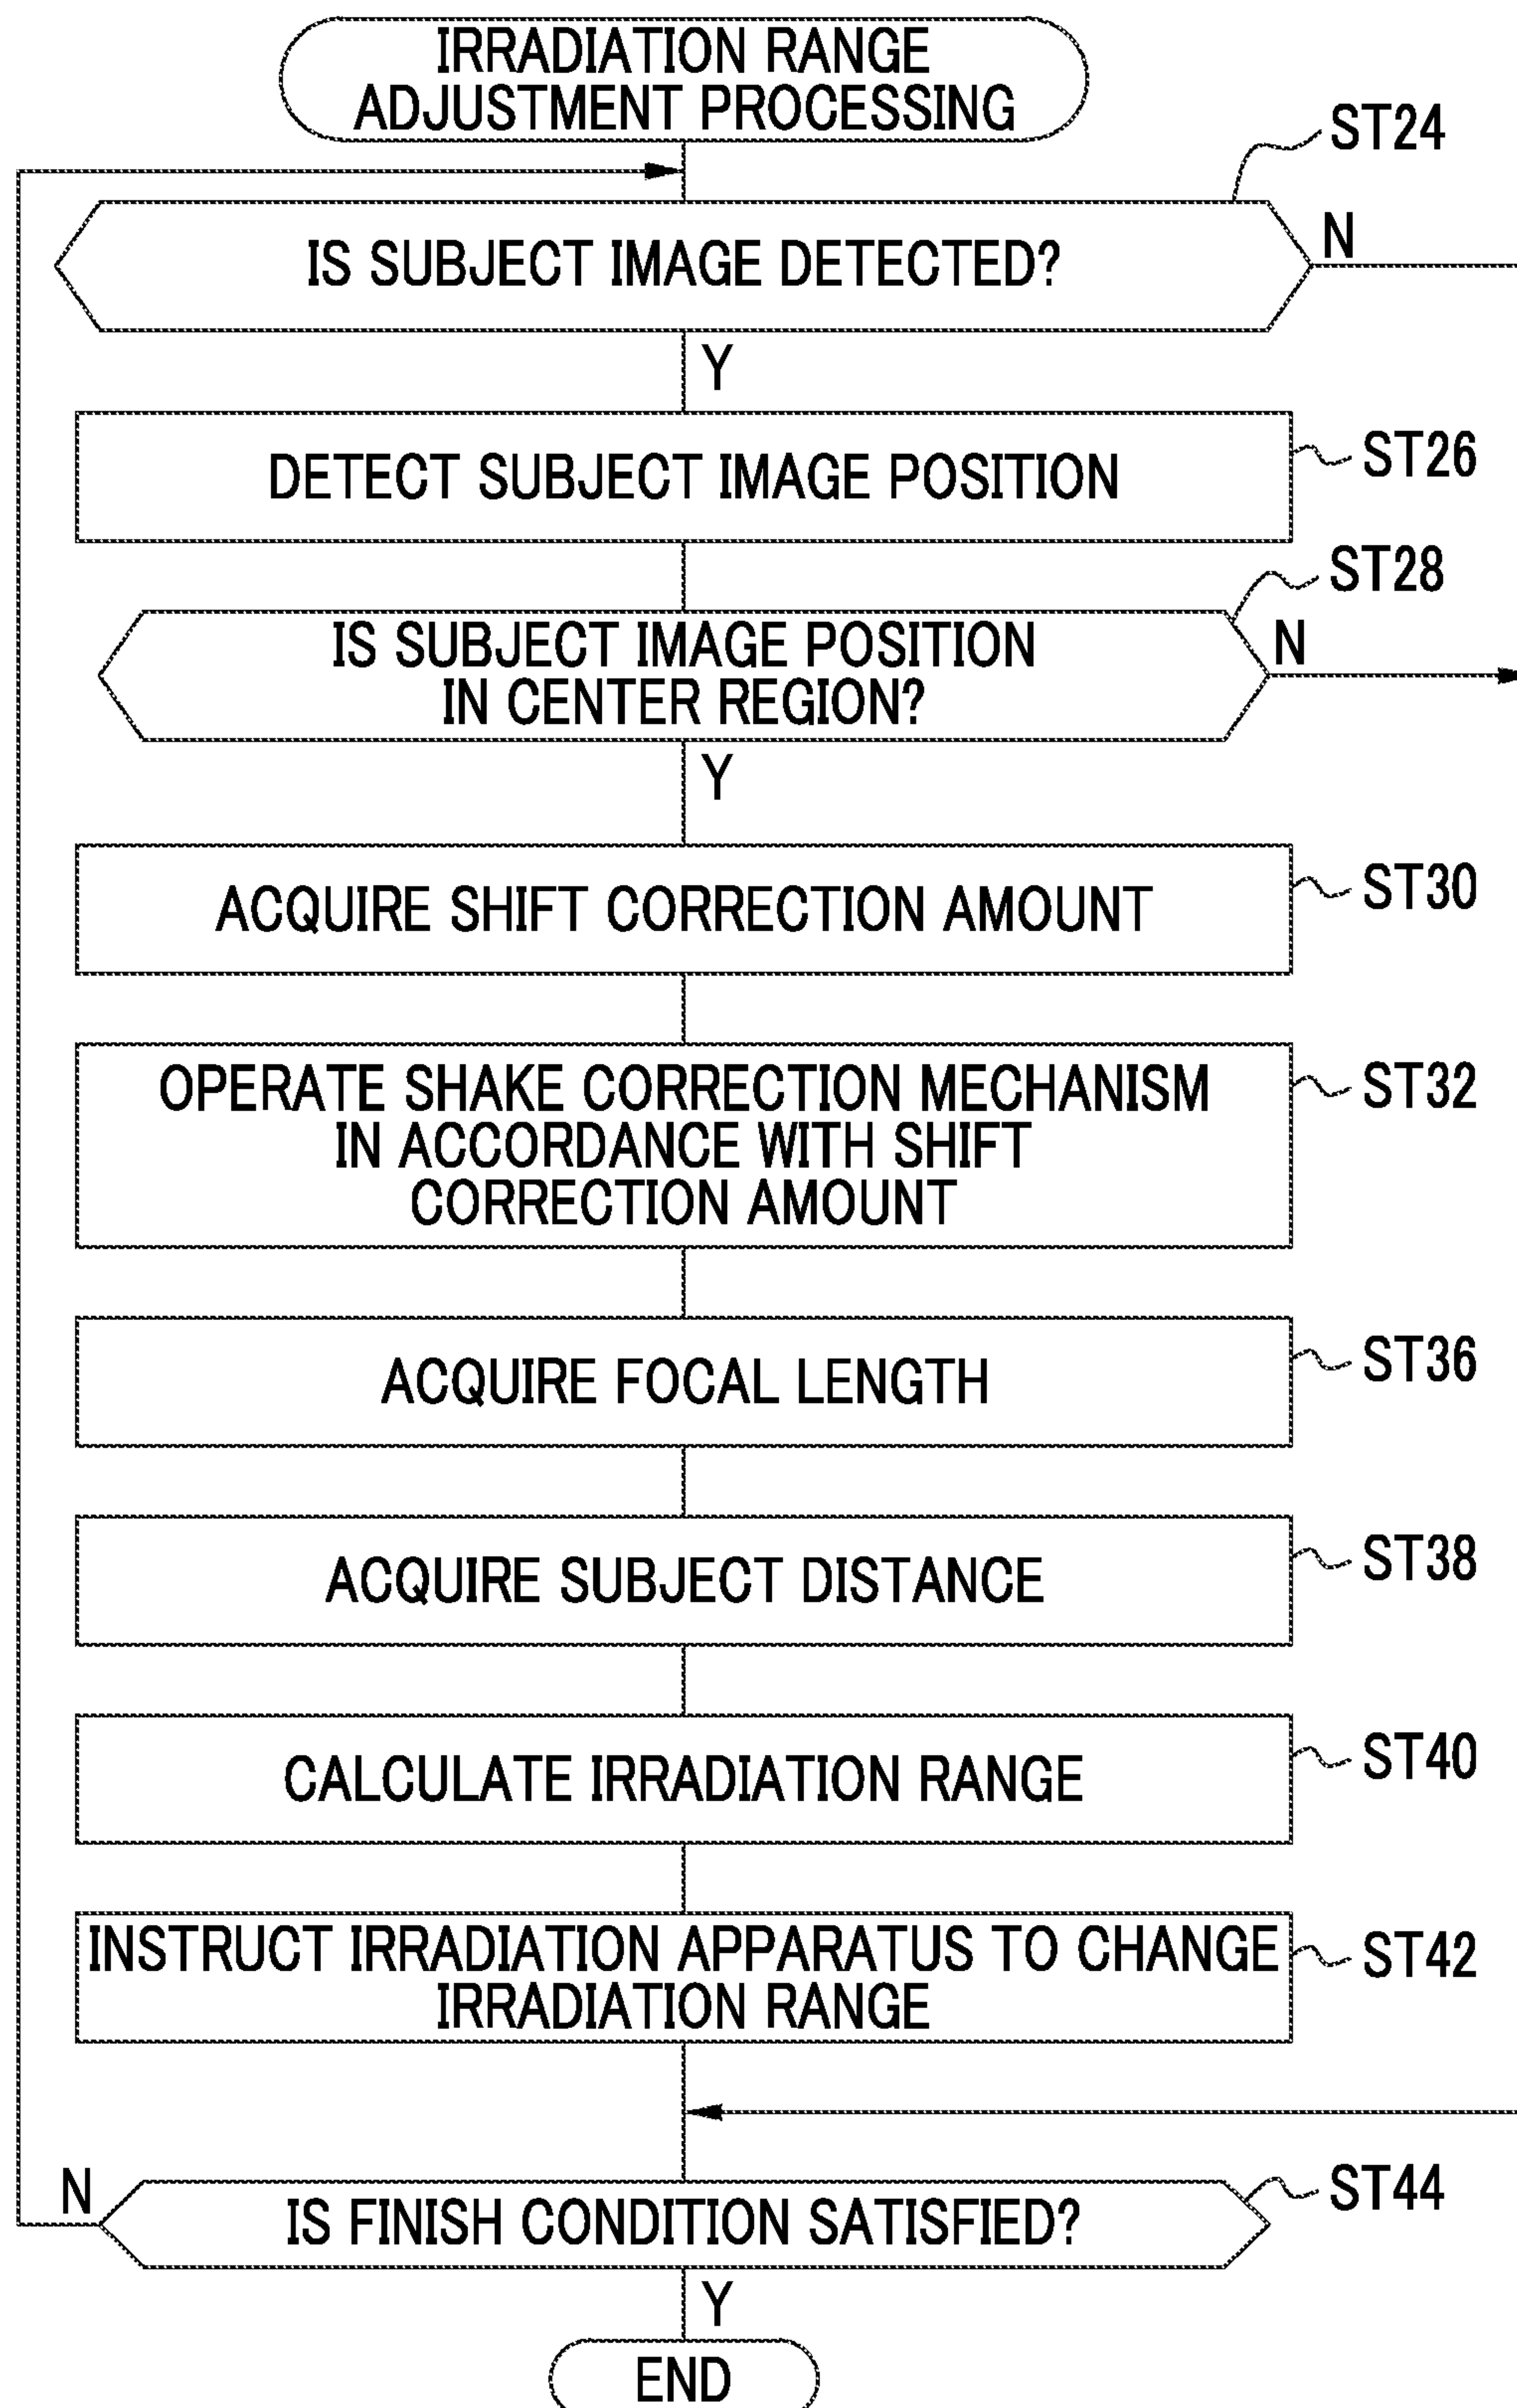 IRRADIATION RANGE
ADJUSTMENT PROCESSING
ST24
IS SUBJECT IMAGE DETECTED?
N
Y
DETECT SUBJECT IMAGE POSITION
ST26
ST28
IS SUBJECT IMAGE POSITION
IN CENTER REGION?
N
Y
ACQUIRE SHIFT CORRECTION AMOUNT
ST30
OPERATE SHAKE CORRECTION MECHANISM
IN ACCORDANCE WITH SHIFT
CORRECTION AMOUNT
ST32
ACQUIRE FOCAL LENGTH
ST36
ACQUIRE SUBJECT DISTANCE
ST38
CALCULATE IRRADIATION RANGE
ST40
INSTRUCT IRRADIATION APPARATUS TO CHANGE
IRRADIATION RANGE
ST42
N
IS FINISH CONDITION SATISFIED?
ST44
Y
END